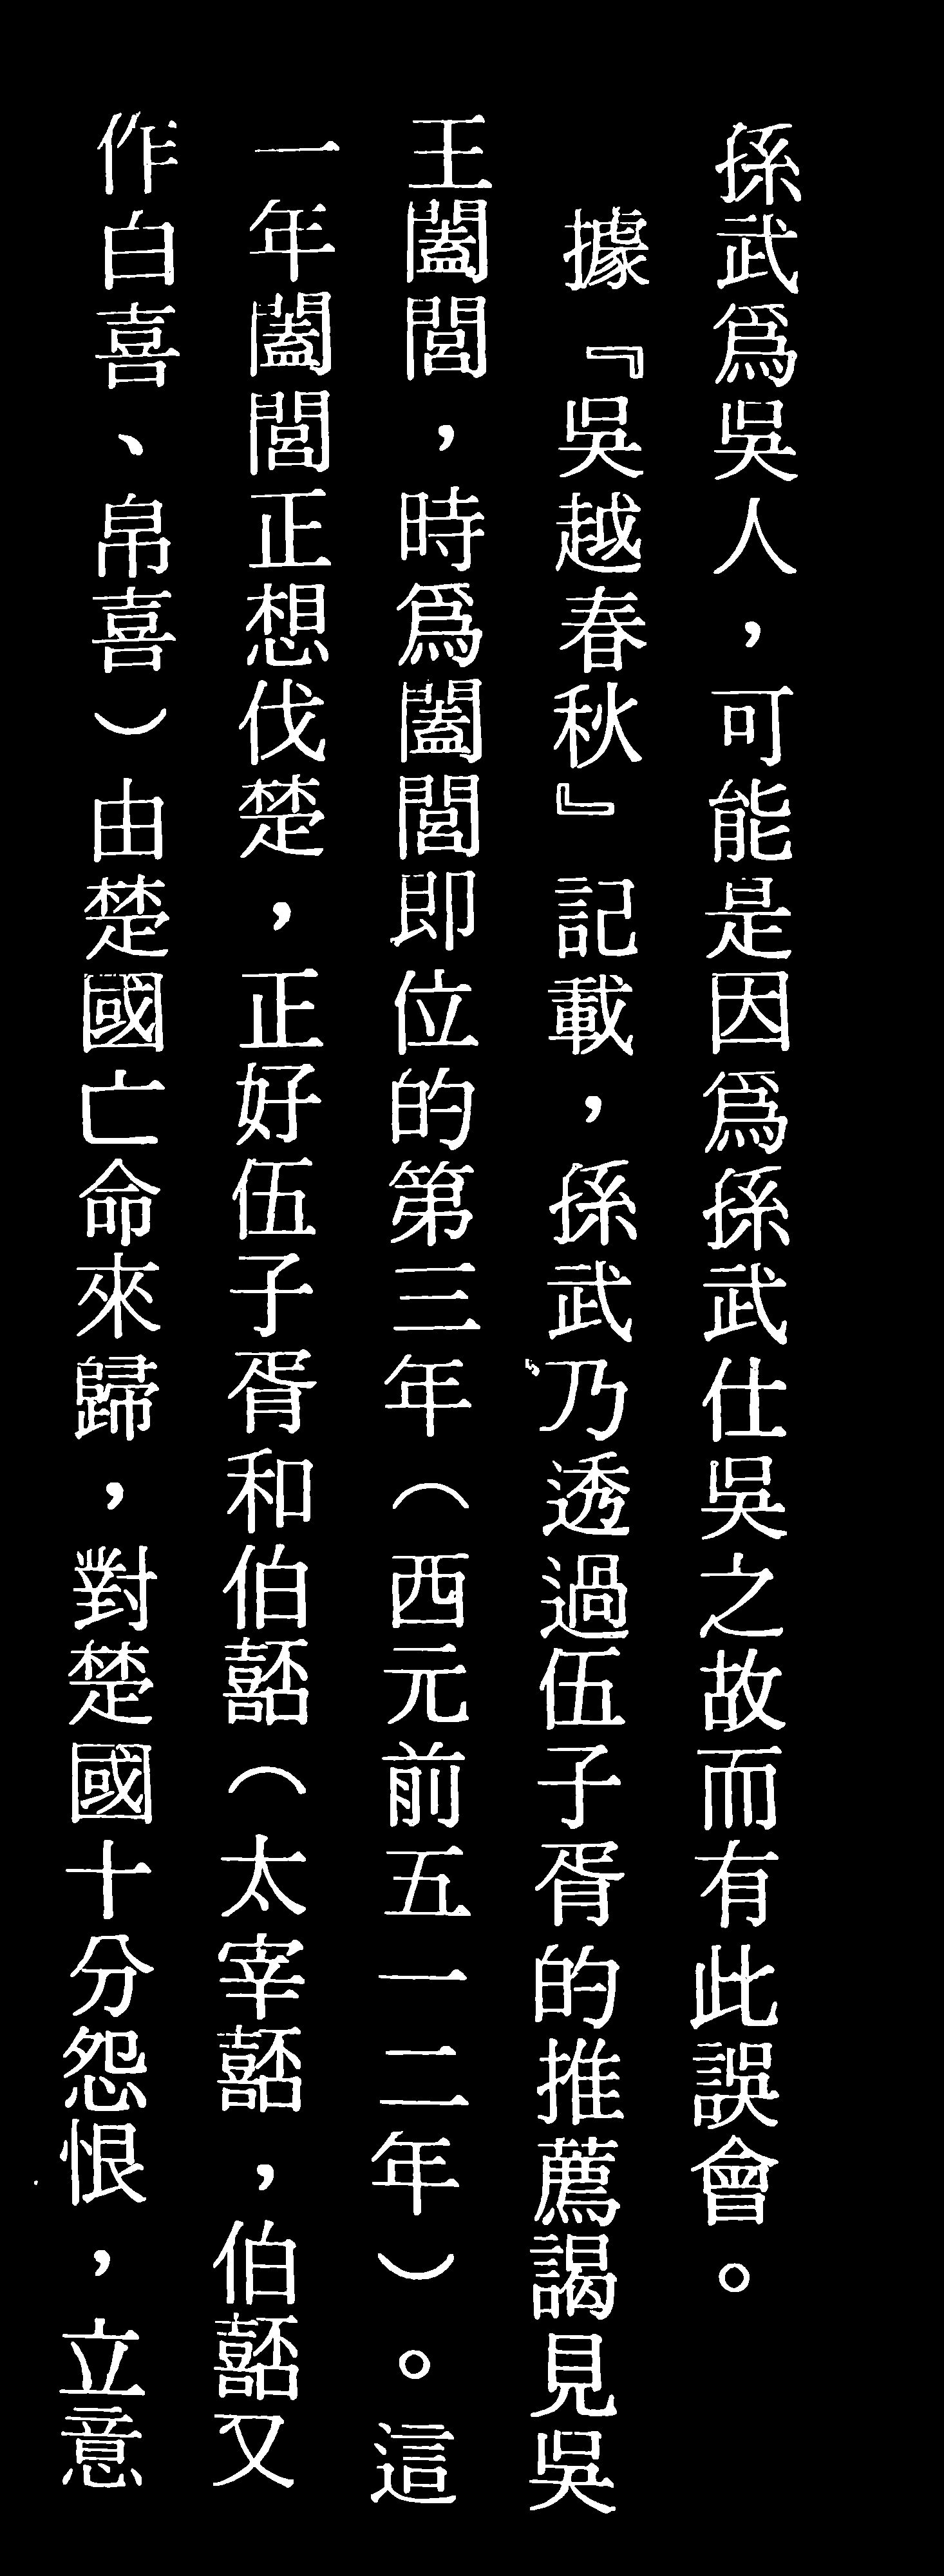 孫武爲吳人，可能是因爲孫武仕吳之故而有此誤會。
據『吳越春秋』記載，孫武乃透過伍子胥的推薦謁見吳
王闔閭，時爲闔閭即位的第三年（西元前五一二年）。這
一年闔閭正想伐楚，正好伍子胥和伯嚭（太宰嚭，伯嚭又
作白喜、帛喜）由楚國亡命來歸，對楚國十分怨恨，立意